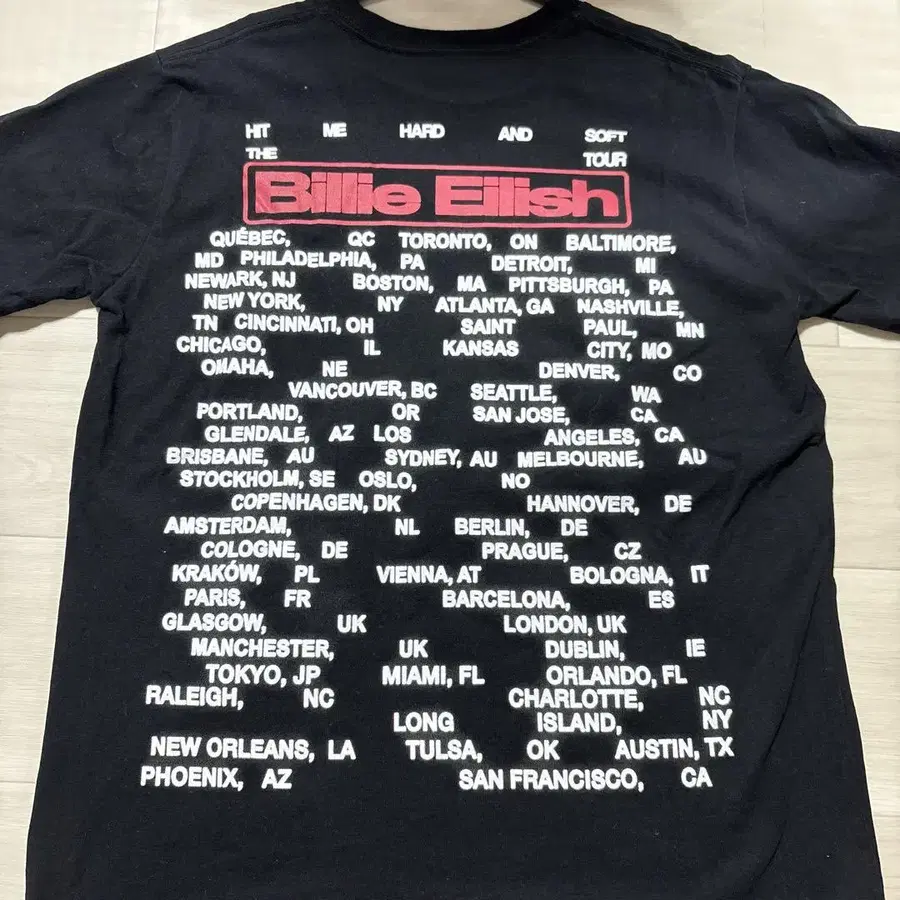 HIT ME HARD AND SOFT
THE TOUR
Billie Eilish
QUÉBEC, QC TORONTO, ON BALTIMORE,
MD PHILADELPHIA, PA DETROIT, MI
NEWARK, NJ BOSTON, MA PITTSBURGH, PA
NEW YORK, NY ATLANTA, GA NASHVILLE,
TN CINCINNATI, OH SAINT PAUL, MN
CHICAGO, IL KANSAS CITY, MO
OMAHA, NE DENVER, CO
VANCOUVER, BC SEATTLE, WA
PORTLAND, OR SAN JOSE, CA
GLENDALE, AZ LOS ANGELES, CA
BRISBANE, AU SYDNEY, AU MELBOURNE, AU
STOCKHOLM, SE OSLO, NO
COPENHAGEN, DK HANNOVER, DE
AMSTERDAM, NL BERLIN, DE
COLOGNE, DE PRAGUE, CZ
KRAKÓW, PL VIENNA, AT BOLOGNA, IT
PARIS, FR BARCELONA, ES
GLASGOW, UK LONDON, UK
MANCHESTER, UK DUBLIN, IE
TOKYO, JP MIAMI, FL ORLANDO, FL
RALEIGH, NC CHARLOTTE, NC
LONG ISLAND, NY
NEW ORLEANS, LA TULSA, OK AUSTIN, TX
PHOENIX, AZ SAN FRANCISCO, CA